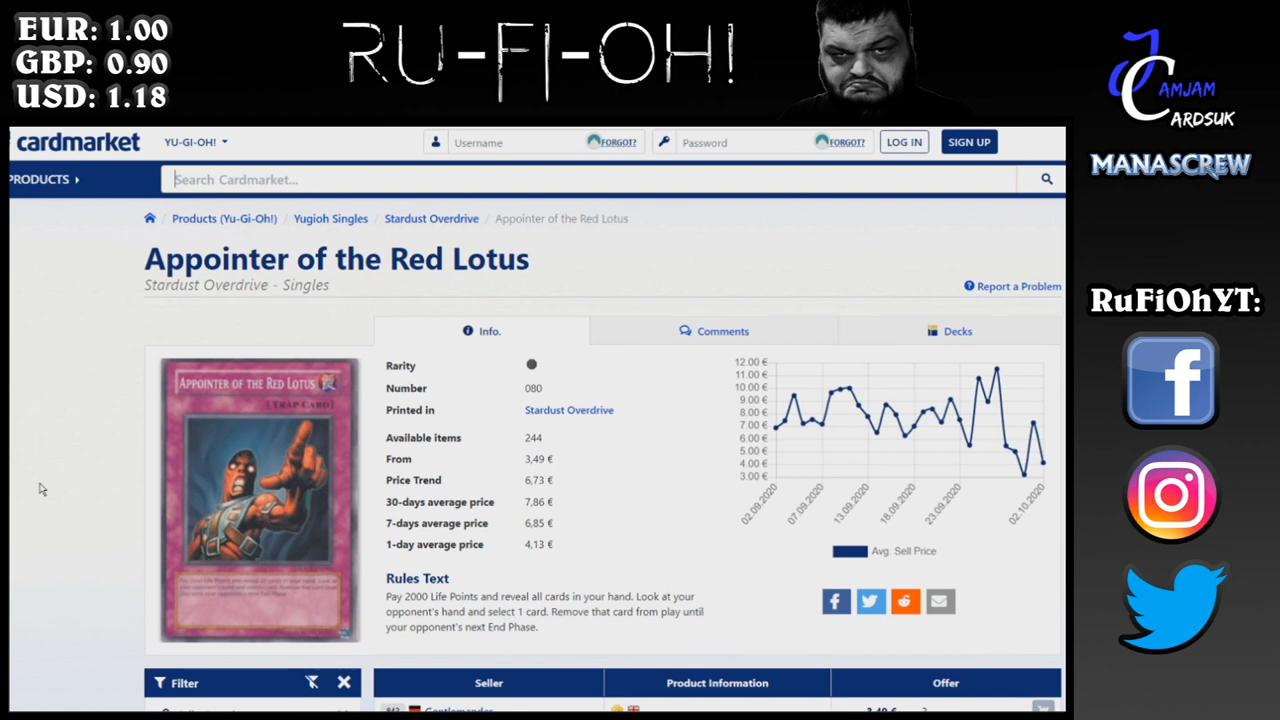 EUR: 1.00
GBP: 0.90
USD: 1.18
RU-FI-OH!
JAMJAM
CARDSUK
MANASCREW
RuFiOhYT:
cardmarket
YU-GI-OH!
Username
FORGOT?
Password
FORGOT?
LOG IN
SIGN UP
PRODUCTS
Search Cardmarket...
Products (Yu-Gi-Oh!) / Yugioh Singles / Stardust Overdrive / Appointer of the Red Lotus
Appointer of the Red Lotus
Stardust Overdrive - Singles
Report a Problem
Info.
Comments
Decks
APPOINTER OF THE RED LOTUS
[TRAP CARD]
Rarity
Number 080
Printed in Stardust Overdrive
Available items 244
From 3,49 €
Price Trend 6,73 €
30-days average price 7,86 €
7-days average price 6,85 €
1-day average price 4,13 €
Rules Text
Pay 2000 Life Points and reveal all cards in your hand. Look at your
opponent's hand and select 1 card. Remove that card from play until
your opponent's next End Phase.
12.00 €
11.00 €
10.00 €
9.00 €
8.00 €
7.00 €
6.00 €
5.00 €
4.00 €
3.00 €
02.09.2020
07.09.2020
13.09.2020
18.09.2020
23.09.2020
02.10.2020
Avg. Sell Price
Filter
Seller
Product Information
Offer